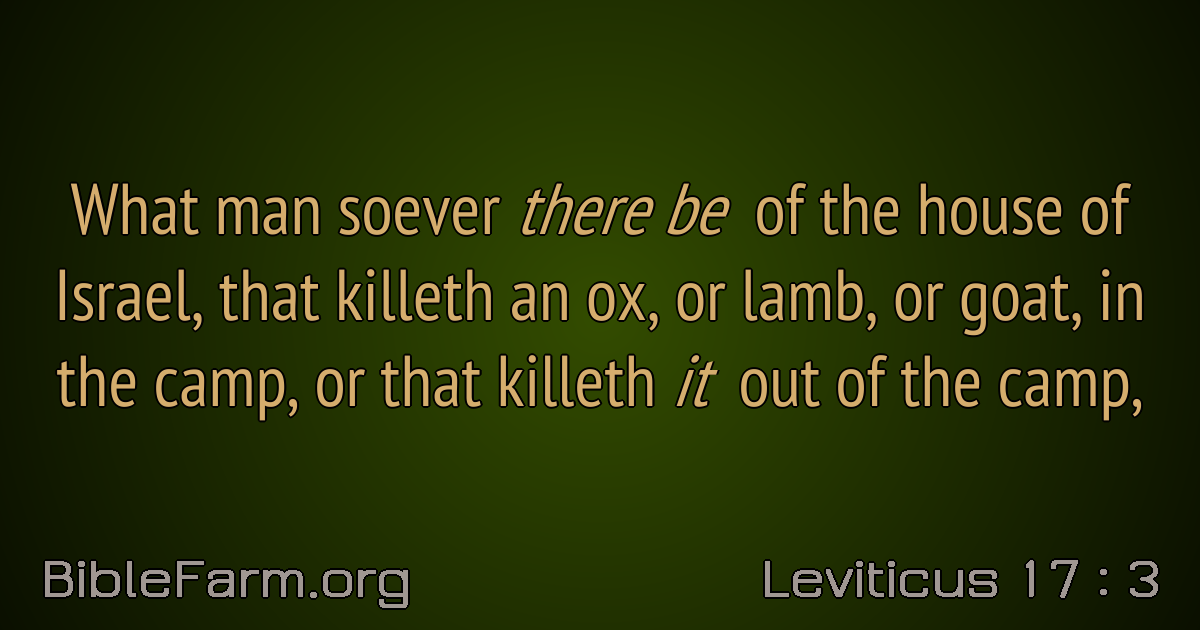 What man soever there be of the house of
Israel, that killeth an ox, or lamb, or goat, in
the camp, or that killeth it out of the camp,
BibleFarm.org
Leviticus 17 : 3